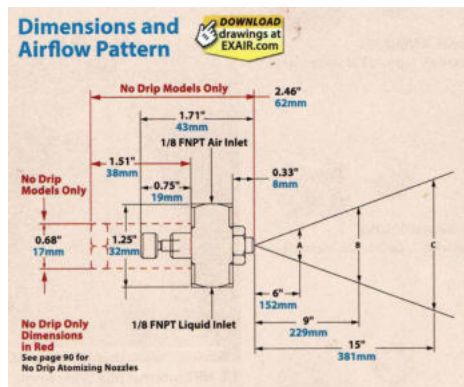 Dimensions and
Airflow Pattern
DOWNLOAD
drawings at
EXAIR.com
No Drip Models Only
2.46"
62mm
1.71"
43mm
1/8 FNPT Air Inlet
1.51"
38mm
0.33"
8mm
No Drip
Models Only
0.75"
19mm
0.68"
17mm
1.25"
32mm
A
B
C
6"
152mm
9"
229mm
15"
381mm
1/8 FNPT Liquid Inlet
No Drip Only
Dimensions
in Red
See page 90 for
No Drip Atomizing Nozzles